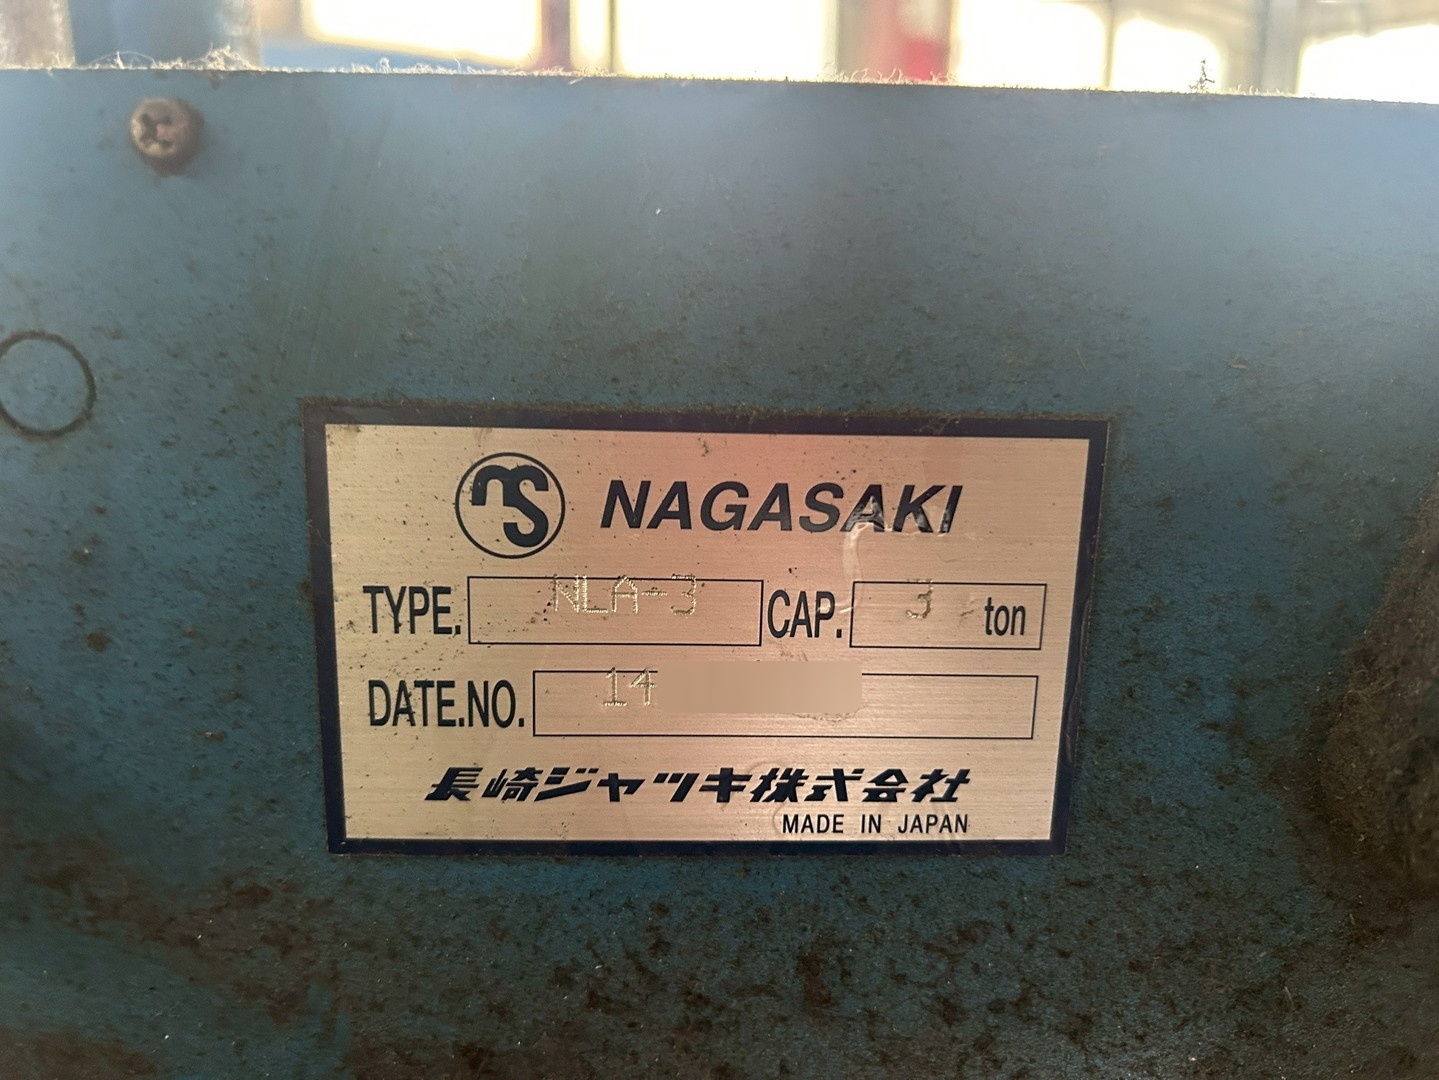 NS NAGASAKI
TYPE. NLA-3 CAP. 3 ton
DATE.NO. 14
長崎ジャッキ株式会社
MADE IN JAPAN